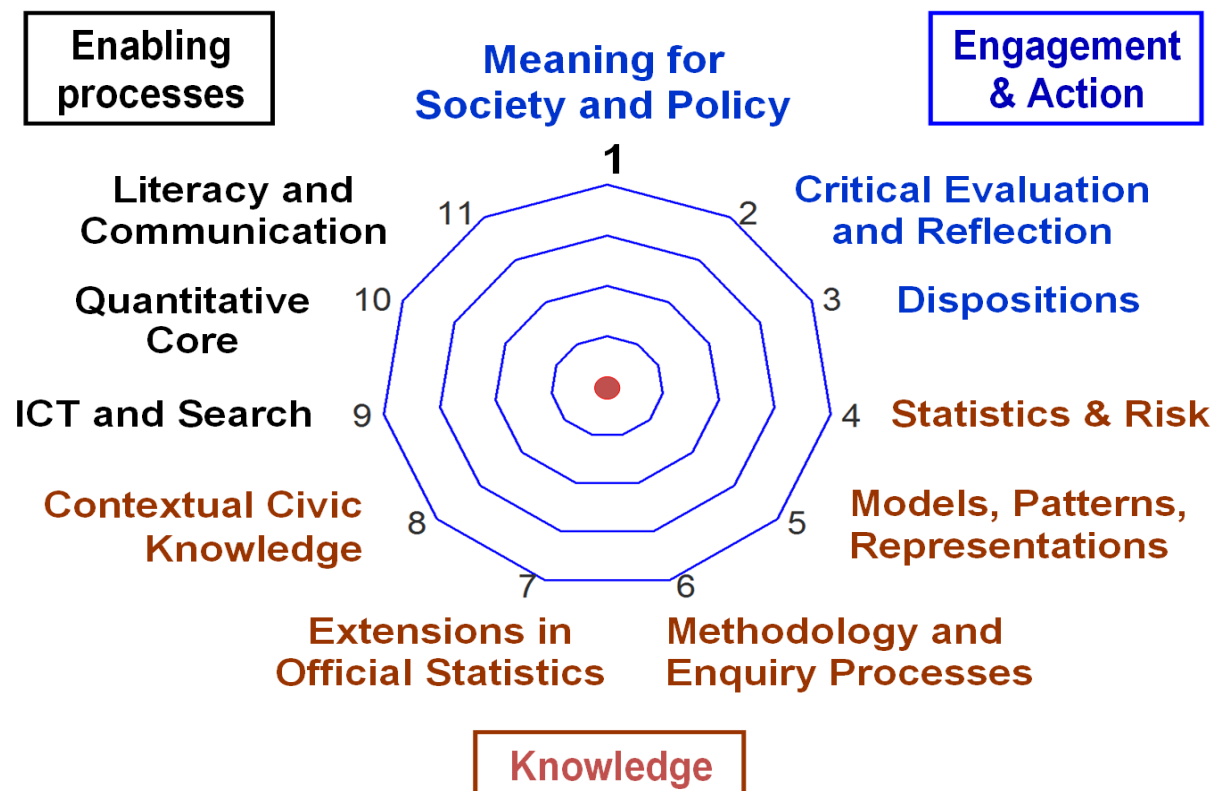 Enabling
processes
Meaning for
Society and Policy
Engagement
& Action
1
Literacy and
Communication
11
2
Critical Evaluation
and Reflection
Quantitative
Core
10
3
Dispositions
ICT and Search
9
4
Statistics & Risk
Contextual Civic
Knowledge
8
5
Models, Patterns,
Representations
7
6
Extensions in
Official Statistics
Methodology and
Enquiry Processes
Knowledge